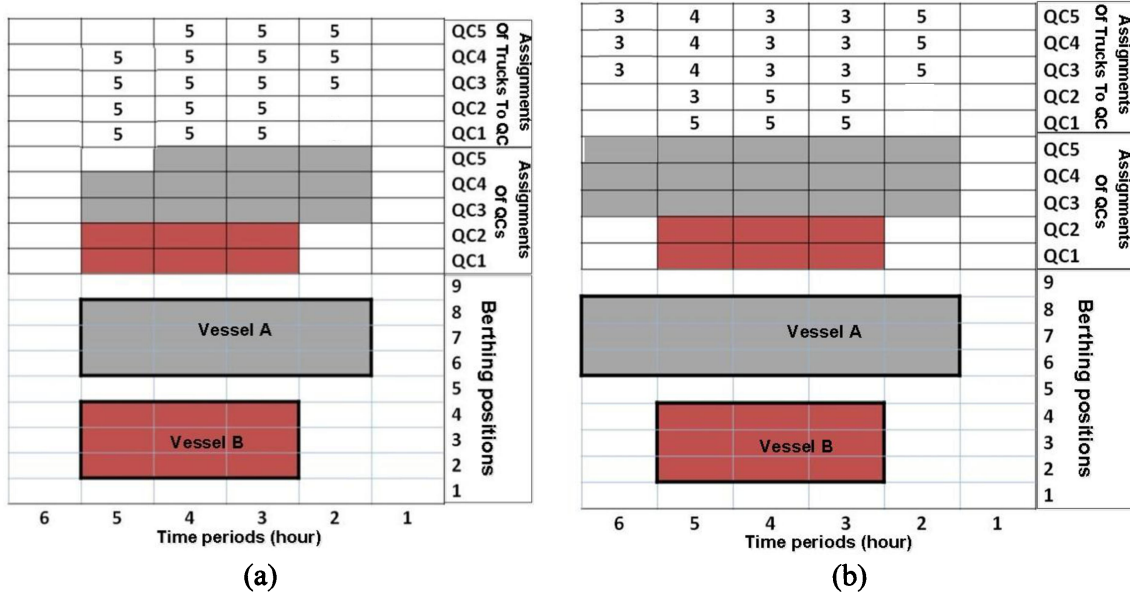 5 5 5 QC5
5 5 5 5 QC4
5 5 5 5 QC3
5 5 5 QC2
5 5 5 QC1
Assignments
Of Trucks To QC
QC5
QC4
QC3
QC2
QC1
Assignments
Of QCs
9
8
7
6
5
4
3
2
1
Berthing positions
Vessel A
Vessel B
6 5 4 3 2 1
Time periods (hour)
(a)
3 4 3 3 5 QC5
3 4 3 3 5 QC4
3 4 3 3 5 QC3
3 5 5 QC2
5 5 5 QC1
Assignments
Of Trucks To QC
QC5
QC4
QC3
QC2
QC1
Assignments
Of QCs
9
8
7
6
5
4
3
2
1
Berthing positions
Vessel A
Vessel B
6 5 4 3 2 1
Time periods (hour)
(b)